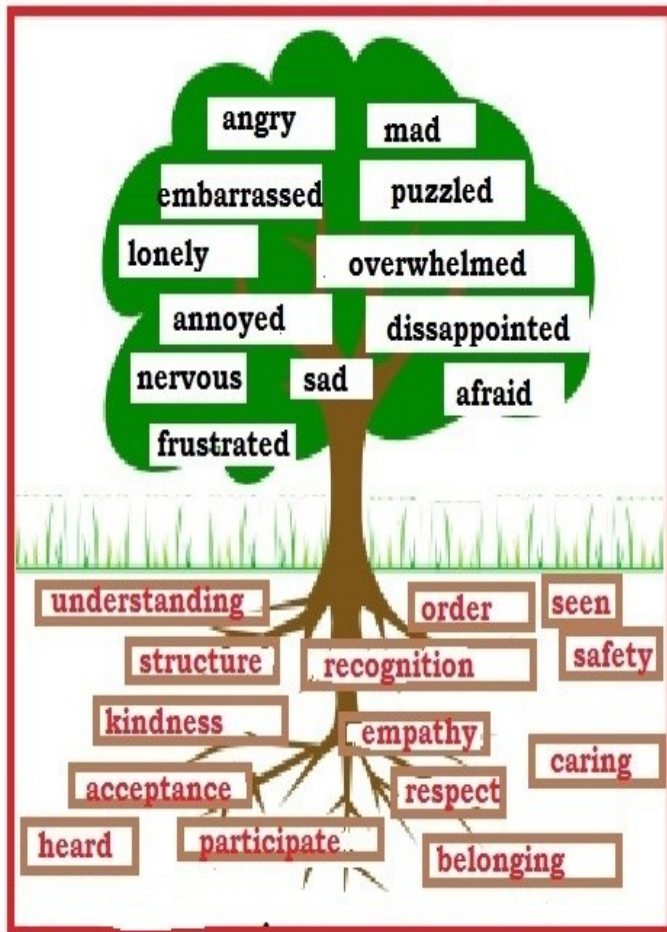 angry
mad
embarrassed
puzzled
lonely
overwhelmed
annoyed
dissappointed
nervous
sad
afraid
frustrated
understanding
order
seen
structure
recognition
safety
kindness
empathy
caring
acceptance
respect
heard
participate
belonging